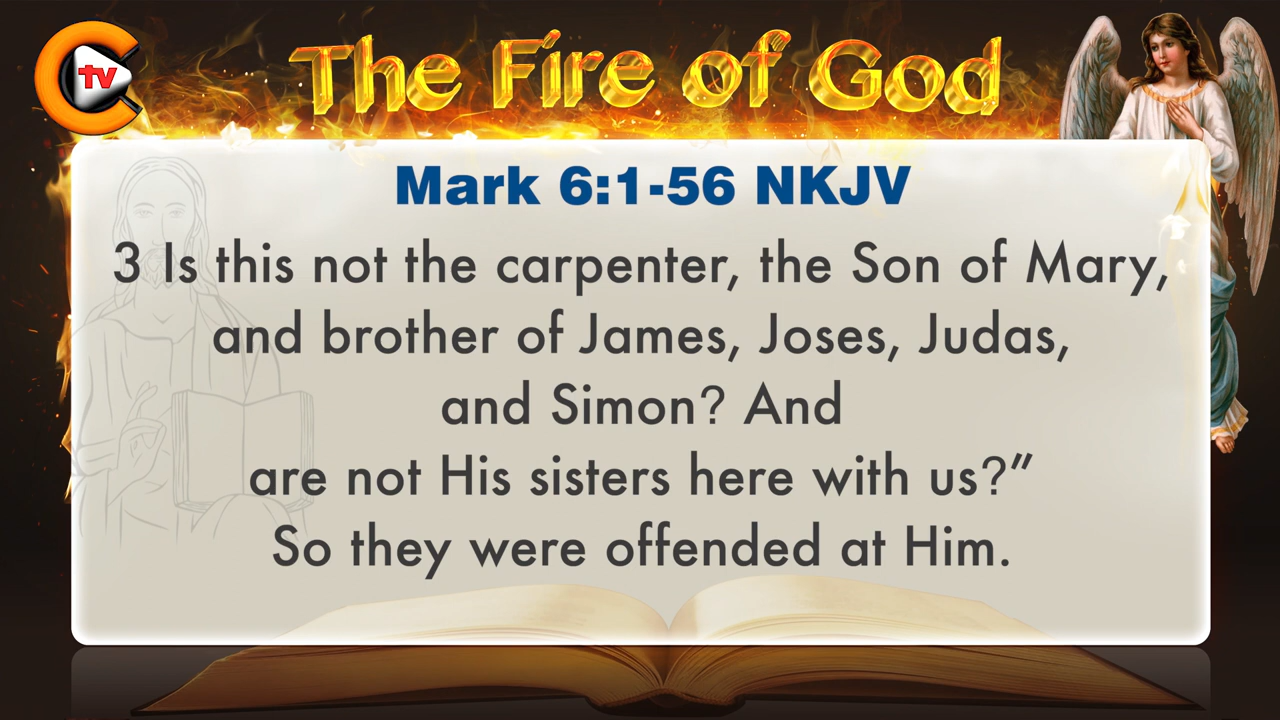 tv
The Fire of God
Mark 6:1-56 NKJV
3 Is this not the carpenter, the Son of Mary,
and brother of James, Joses, Judas,
and Simon? And
are not His sisters here with us?”
So they were offended at Him.